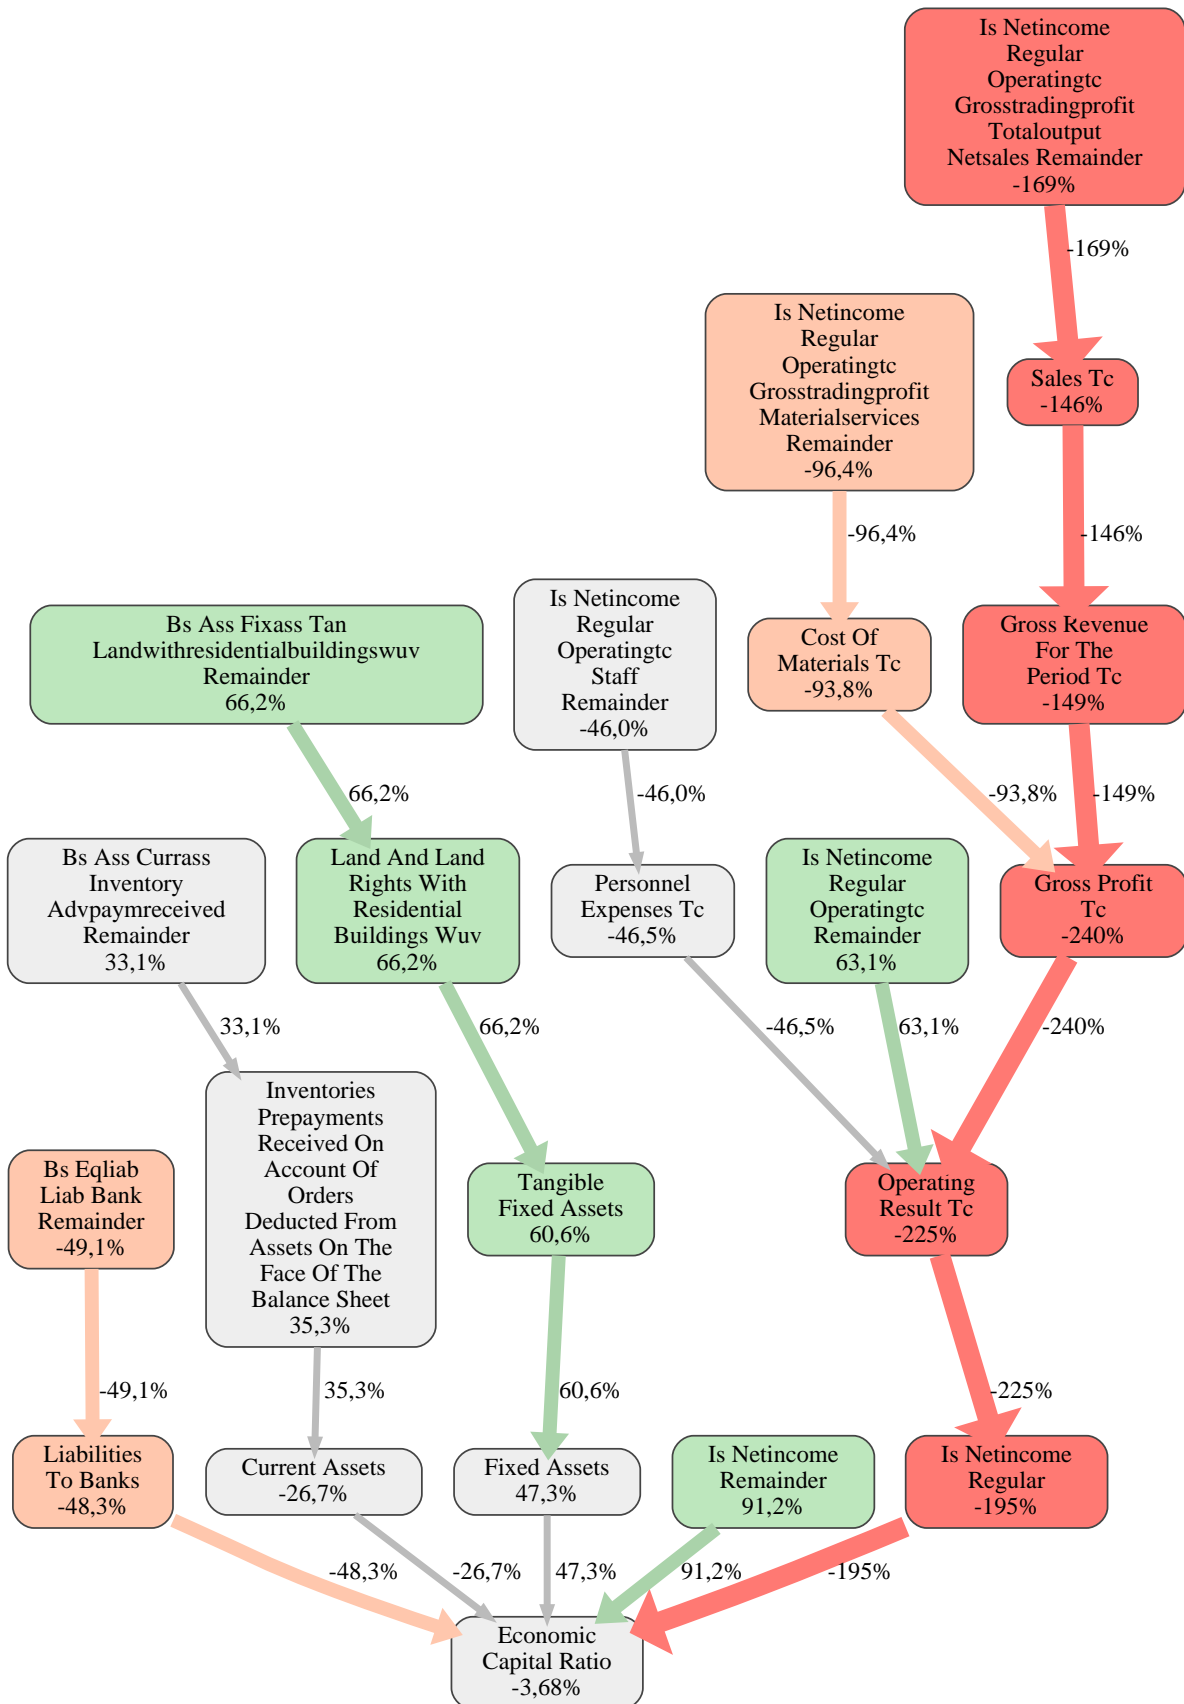 Is Netincome
Regular
Operatingtc
Grosstradingprofit
Totaloutput
Netsales Remainder
-169%
-169%
Is Netincome
Regular
Operatingtc
Grosstradingprofit
Materialservices
Remainder
-96,4%
Sales Tc
-146%
-96,4%
-146%
Bs Ass Fixass Tan
Landwithresidentialbuildingswuv
Remainder
66,2%
Is Netincome
Regular
Operatingtc
Staff
Remainder
-46,0%
Cost Of
Materials Tc
-93,8%
Gross Revenue
For The
Period Tc
-149%
66,2%
-46,0%
-93,8%
-149%
Bs Ass Currass
Inventory
Advpaymreceived
Remainder
33,1%
Land And Land
Rights With
Residential
Buildings Wuv
66,2%
Personnel
Expenses Tc
-46,5%
Is Netincome
Regular
Operatingtc
Remainder
63,1%
Gross Profit
Tc
-240%
33,1%
66,2%
-46,5%
63,1%
-240%
Bs Eqliab
Liab Bank
Remainder
-49,1%
Inventories
Prepayments
Received On
Account Of
Orders
Deducted From
Assets On The
Face Of The
Balance Sheet
35,3%
Tangible
Fixed Assets
60,6%
Operating
Result Tc
-225%
-49,1%
35,3%
60,6%
-225%
Liabilities
To Banks
-48,3%
Current Assets
-26,7%
Fixed Assets
47,3%
Is Netincome
Remainder
91,2%
Is Netincome
Regular
-195%
-48,3%
-26,7%
47,3%
91,2%
-195%
Economic
Capital Ratio
-3,68%